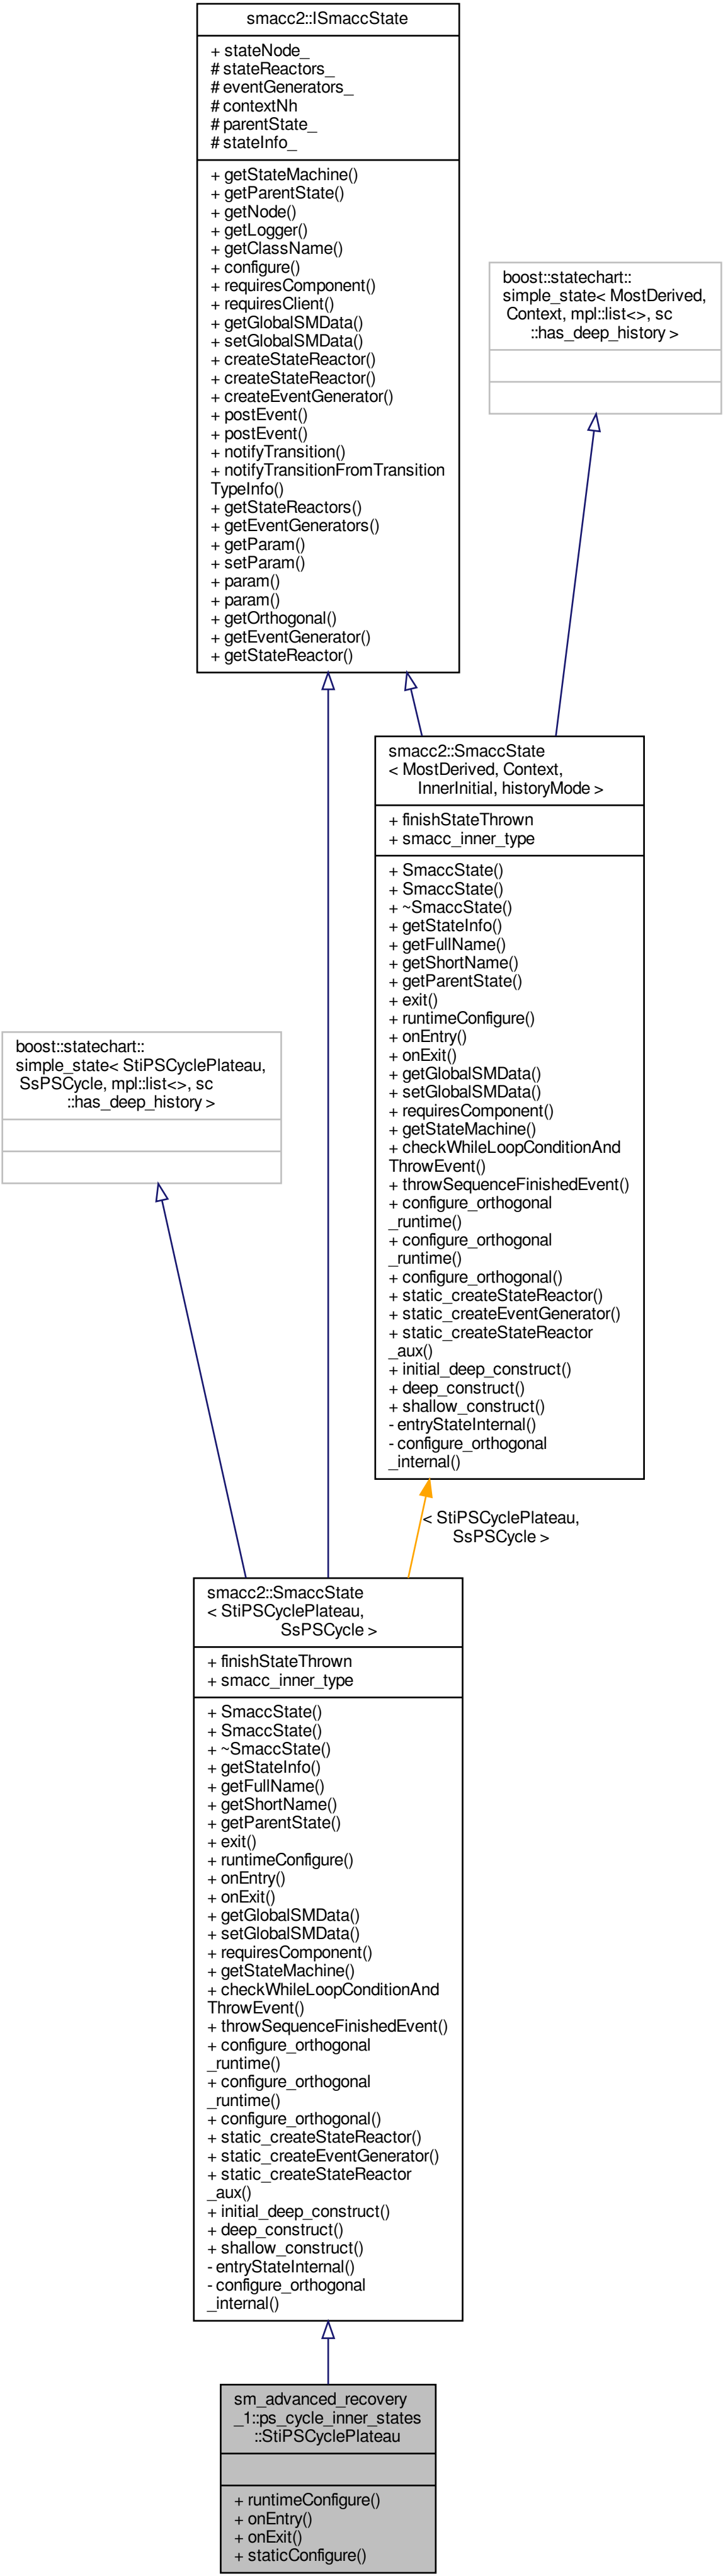 smacc2::ISmaccState
+ stateNode_
# stateReactors_
# eventGenerators_
# contextNh
# parentState_
# stateInfo_
+ getStateMachine()
+ getParentState()
+ getNode()
+ getLogger()
+ getClassName()
+ configure()
+ requiresComponent()
+ requiresClient()
+ getGlobalSMData()
+ setGlobalSMData()
+ createStateReactor()
+ createStateReactor()
+ createEventGenerator()
+ postEvent()
+ postEvent()
+ notifyTransition()
+ notifyTransitionFromTransition
TypeInfo()
+ getStateReactors()
+ getEventGenerators()
+ getParam()
+ setParam()
+ param()
+ param()
+ getOrthogonal()
+ getEventGenerator()
+ getStateReactor()
boost::statechart::
simple_state< MostDerived,
Context, mpl::list<>, sc
::has_deep_history >
smacc2::SmaccState
< MostDerived, Context,
InnerInitial, historyMode >
+ finishStateThrown
+ smacc_inner_type
+ SmaccState()
+ SmaccState()
+ ~SmaccState()
+ getStateInfo()
+ getFullName()
+ getShortName()
+ getParentState()
+ exit()
+ runtimeConfigure()
+ onEntry()
+ onExit()
+ getGlobalSMData()
+ setGlobalSMData()
+ requiresComponent()
+ getStateMachine()
+ checkWhileLoopConditionAnd
ThrowEvent()
+ throwSequenceFinishedEvent()
+ configure_orthogonal
_runtime()
+ configure_orthogonal
_runtime()
+ configure_orthogonal()
+ static_createStateReactor()
+ static_createEventGenerator()
+ static_createStateReactor
_aux()
+ initial_deep_construct()
+ deep_construct()
+ shallow_construct()
- entryStateInternal()
- configure_orthogonal
_internal()
boost::statechart::
simple_state< StiPSCyclePlateau,
SsPSCycle, mpl::list<>, sc
::has_deep_history >
< StiPSCyclePlateau,
SsPSCycle >
smacc2::SmaccState
< StiPSCyclePlateau,
SsPSCycle >
+ finishStateThrown
+ smacc_inner_type
+ SmaccState()
+ SmaccState()
+ ~SmaccState()
+ getStateInfo()
+ getFullName()
+ getShortName()
+ getParentState()
+ exit()
+ runtimeConfigure()
+ onEntry()
+ onExit()
+ getGlobalSMData()
+ setGlobalSMData()
+ requiresComponent()
+ getStateMachine()
+ checkWhileLoopConditionAnd
ThrowEvent()
+ throwSequenceFinishedEvent()
+ configure_orthogonal
_runtime()
+ configure_orthogonal
_runtime()
+ configure_orthogonal()
+ static_createStateReactor()
+ static_createEventGenerator()
+ static_createStateReactor
_aux()
+ initial_deep_construct()
+ deep_construct()
+ shallow_construct()
- entryStateInternal()
- configure_orthogonal
_internal()
sm_advanced_recovery
_1::ps_cycle_inner_states
::StiPSCyclePlateau
+ runtimeConfigure()
+ onEntry()
+ onExit()
+ staticConfigure()